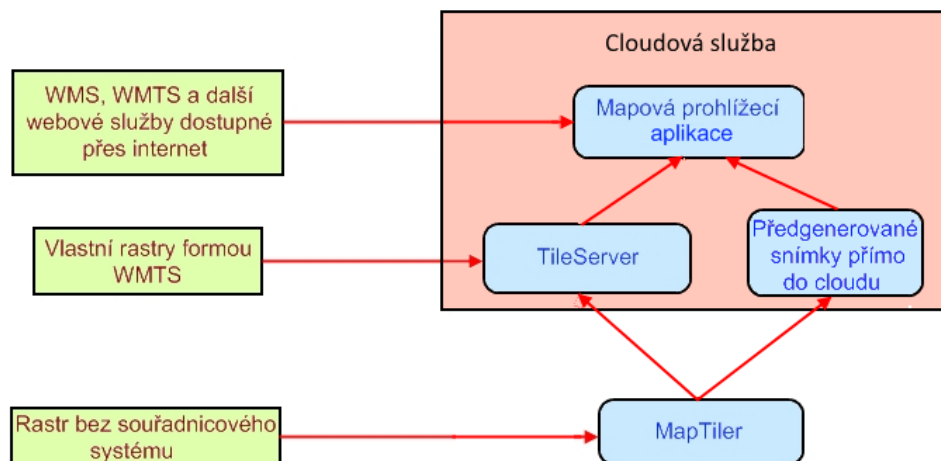 Cloudová služba
WMS, WMTS a další
webové služby dostupné
přes internet
Mapová prohlížecí
aplikace
Vlastní rastry formou
WMTS
TileServer
Předgenerované
snímky přímo
do cloudu
Rastr bez souřadnicového
systému
MapTiler